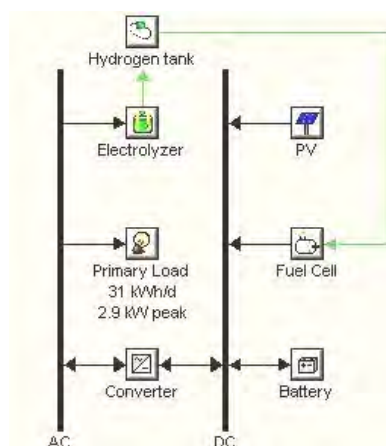 Hydrogen tank
Electrolyzer
PV
Primary Load
31 kWh/d
2.9 kW peak
Fuel Cell
Converter
Battery
AC
DC